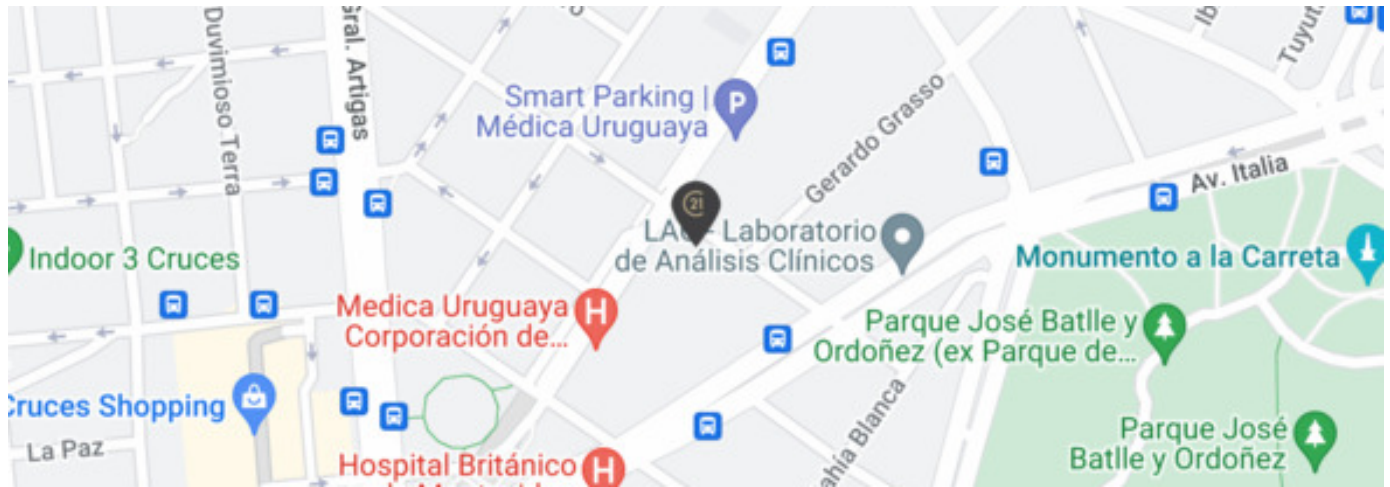 Duvimioso Terra
Gral. Artigas
Smart Parking |
Médica Uruguaya
P
Gerardo Grasso
Tuyut
Av. Italia
21
Laboratorio
de Análisis Clínicos
Indoor 3 Cruces
Monumento a la Carreta
Medica Uruguaya
Corporación de...
H
Parque José Batlle y
Ordoñez (ex Parque de...
Cruces Shopping
La Paz
Bahía Blanca
Parque José
Batlle y Ordoñez
Hospital Británico
H